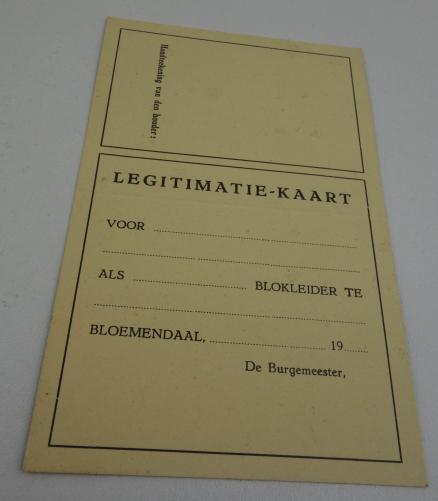 Handteekening van den houder:
LEGITIMATIE-KAART
VOOR
ALS BLOKLEIDER TE
BLOEMENDAAL, 19
De Burgemeester,